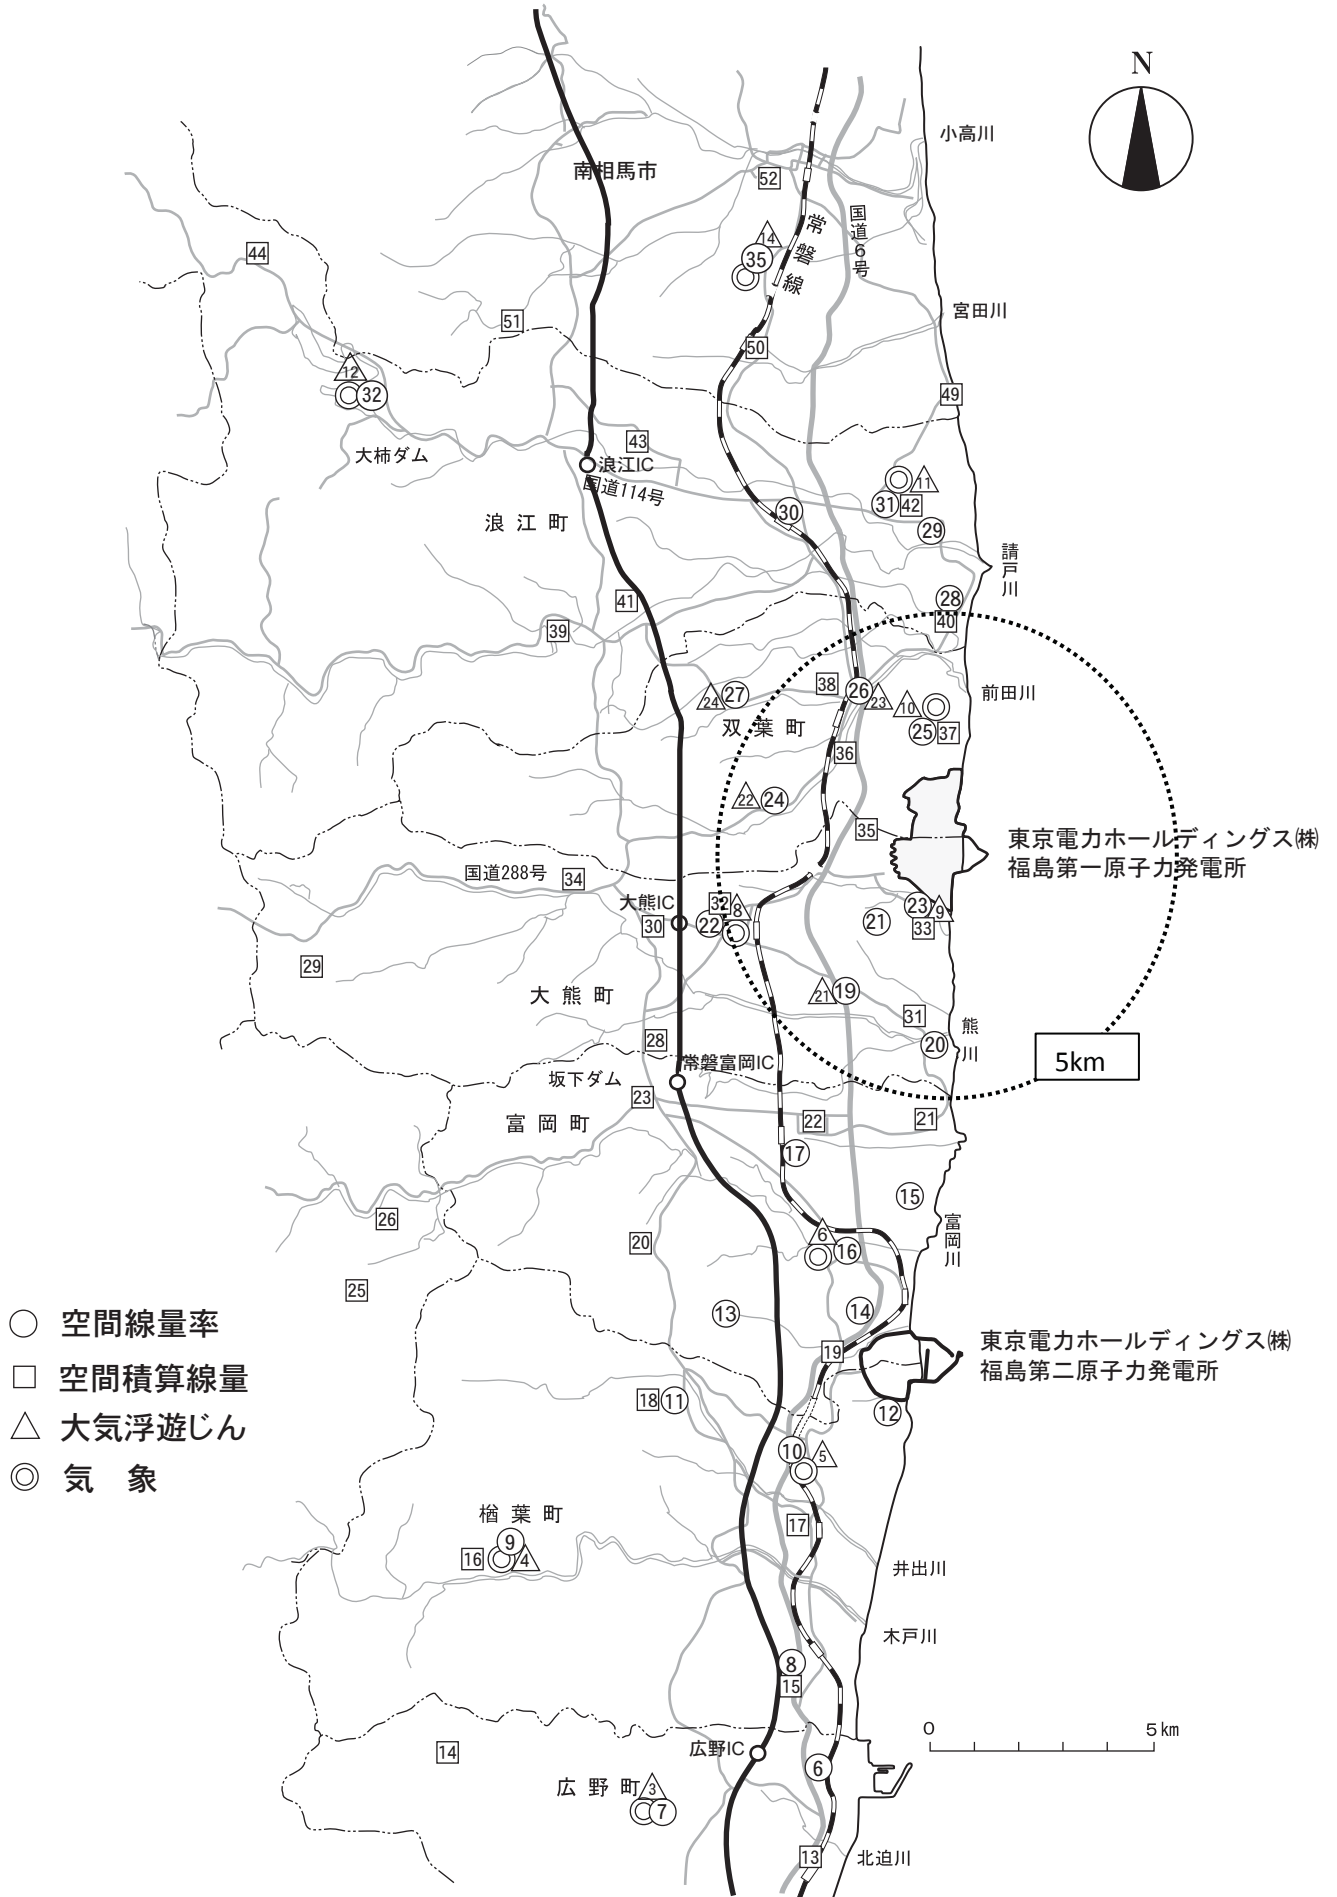 N
小高川
南相馬市
52
国道6号
常磐線
14
35
44
宮田川
51
50
12
32
49
43
大柿ダム
浪江IC
国道114号
11
31
42
30
29
浪江町
請戸川
28
41
40
39
38
26
23
10
前田川
24
27
双葉町
25
37
36
22
24
35
東京電力ホールディングス㈱
福島第一原子力発電所
国道288号
34
大熊IC
32
8
23
9
30
22
21
33
29
21
19
大熊町
31
熊川
28
20
5km
常磐富岡IC
坂下ダム
23
富岡町
22
21
17
15
26
富岡川
6
20
16
25
13
14
○ 空間線量率
19
東京電力ホールディングス㈱
福島第二原子力発電所
□ 空間積算線量
18
11
12
△ 大気浮遊じん
10
5
◎ 気 象
楢葉町
17
9
16
4
井出川
木戸川
8
15
0
5km
広野IC
14
6
広野町
3
7
13
北迫川